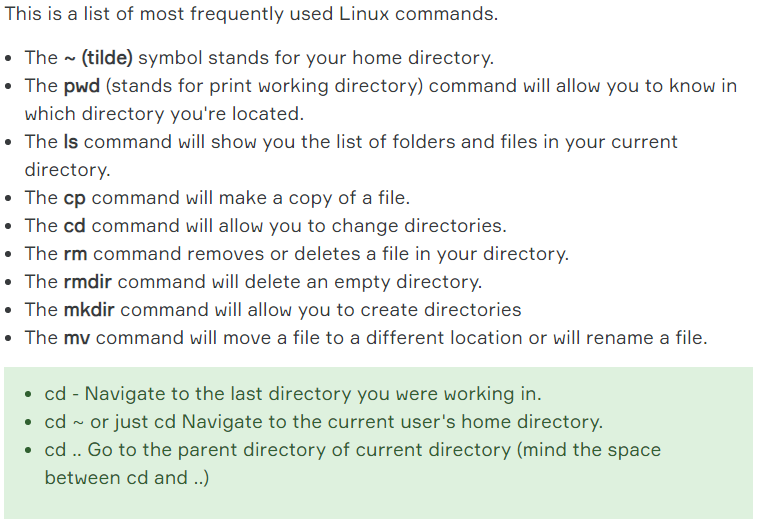 This is a list of most frequently used Linux commands.
• The ~ (tilde) symbol stands for your home directory.
• The pwd (stands for print working directory) command will allow you to know in
which directory you're located.
• The ls command will show you the list of folders and files in your current
directory.
• The cp command will make a copy of a file.
• The cd command will allow you to change directories.
• The rm command removes or deletes a file in your directory.
• The rmdir command will delete an empty directory.
• The mkdir command will allow you to create directories
• The mv command will move a file to a different location or will rename a file.
• cd - Navigate to the last directory you were working in.
• cd ~ or just cd Navigate to the current user's home directory.
• cd .. Go to the parent directory of current directory (mind the space
between cd and ..)